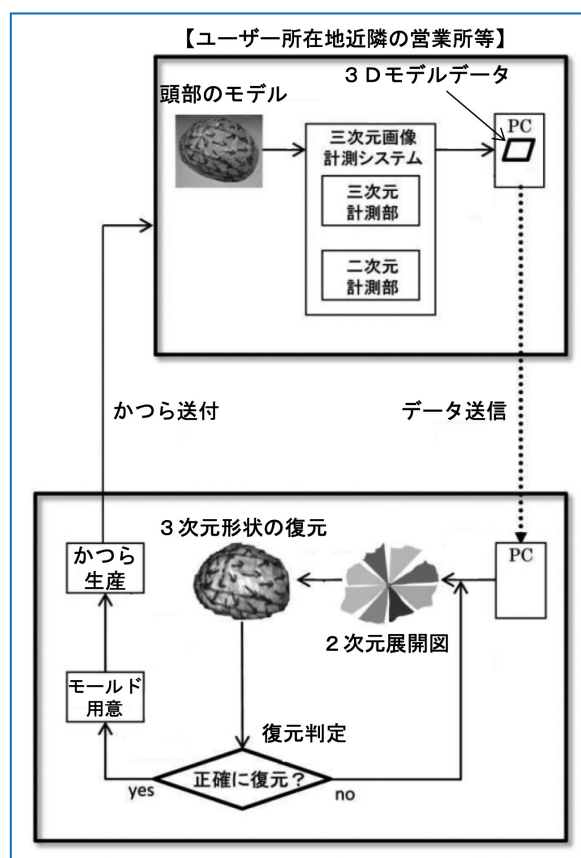 【ユーザー所在地近隣の営業所等】
３Ｄモデルデータ
頭部のモデル
PC
三次元画像
計測システム
三次元
計測部
二次元
計測部
かつら送付
データ送信
３次元形状の復元
かつら
生産
PC
２次元展開図
モールド
用意
復元判定
正確に復元？
yes
no